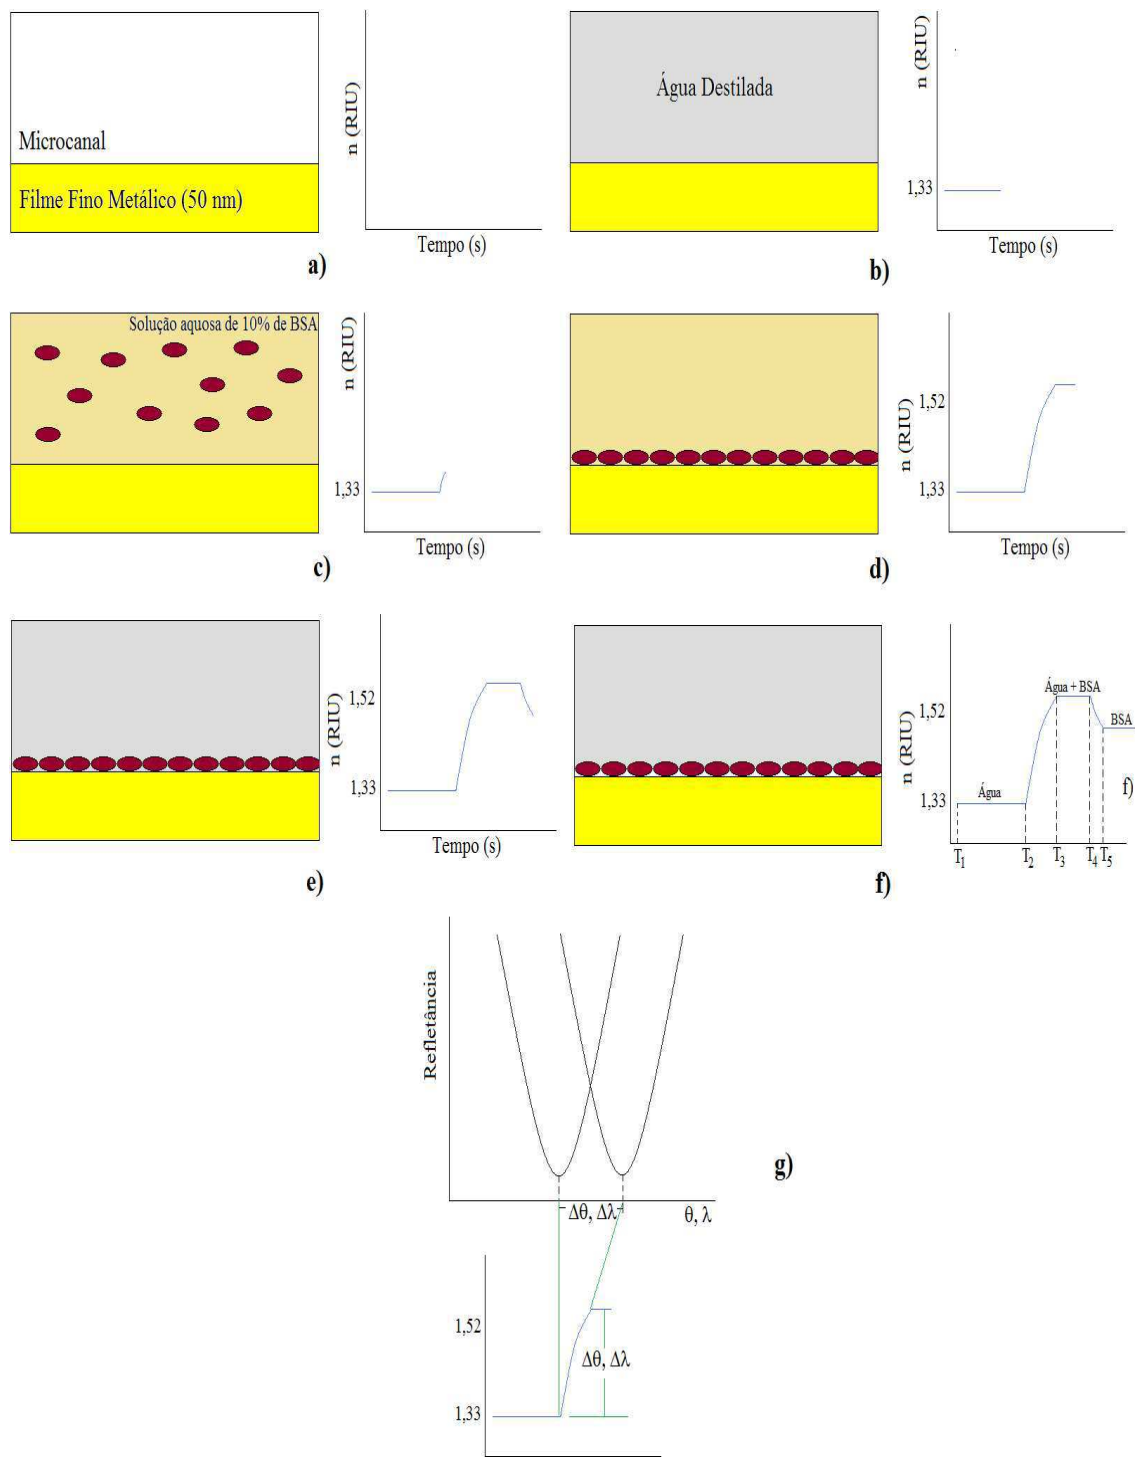 Microcanal
Filme Fino Metálico (50 nm)
n (RIU)
Tempo (s)
a)
Água Destilada
n (RIU)
1,33
Tempo (s)
b)
Solução aquosa de 10% de BSA
n (RIU)
1,33
Tempo (s)
c)
n (RIU)
1,52
1,33
Tempo (s)
d)
n (RIU)
1,52
1,33
Tempo (s)
e)
n (RIU)
1,52
1,33
Água
Água + BSA
BSA
f)
T1 T2 T3 T4 T5
f)
Refletância
Δθ, Δλ
θ, λ
g)
1,52
Δθ, Δλ
1,33